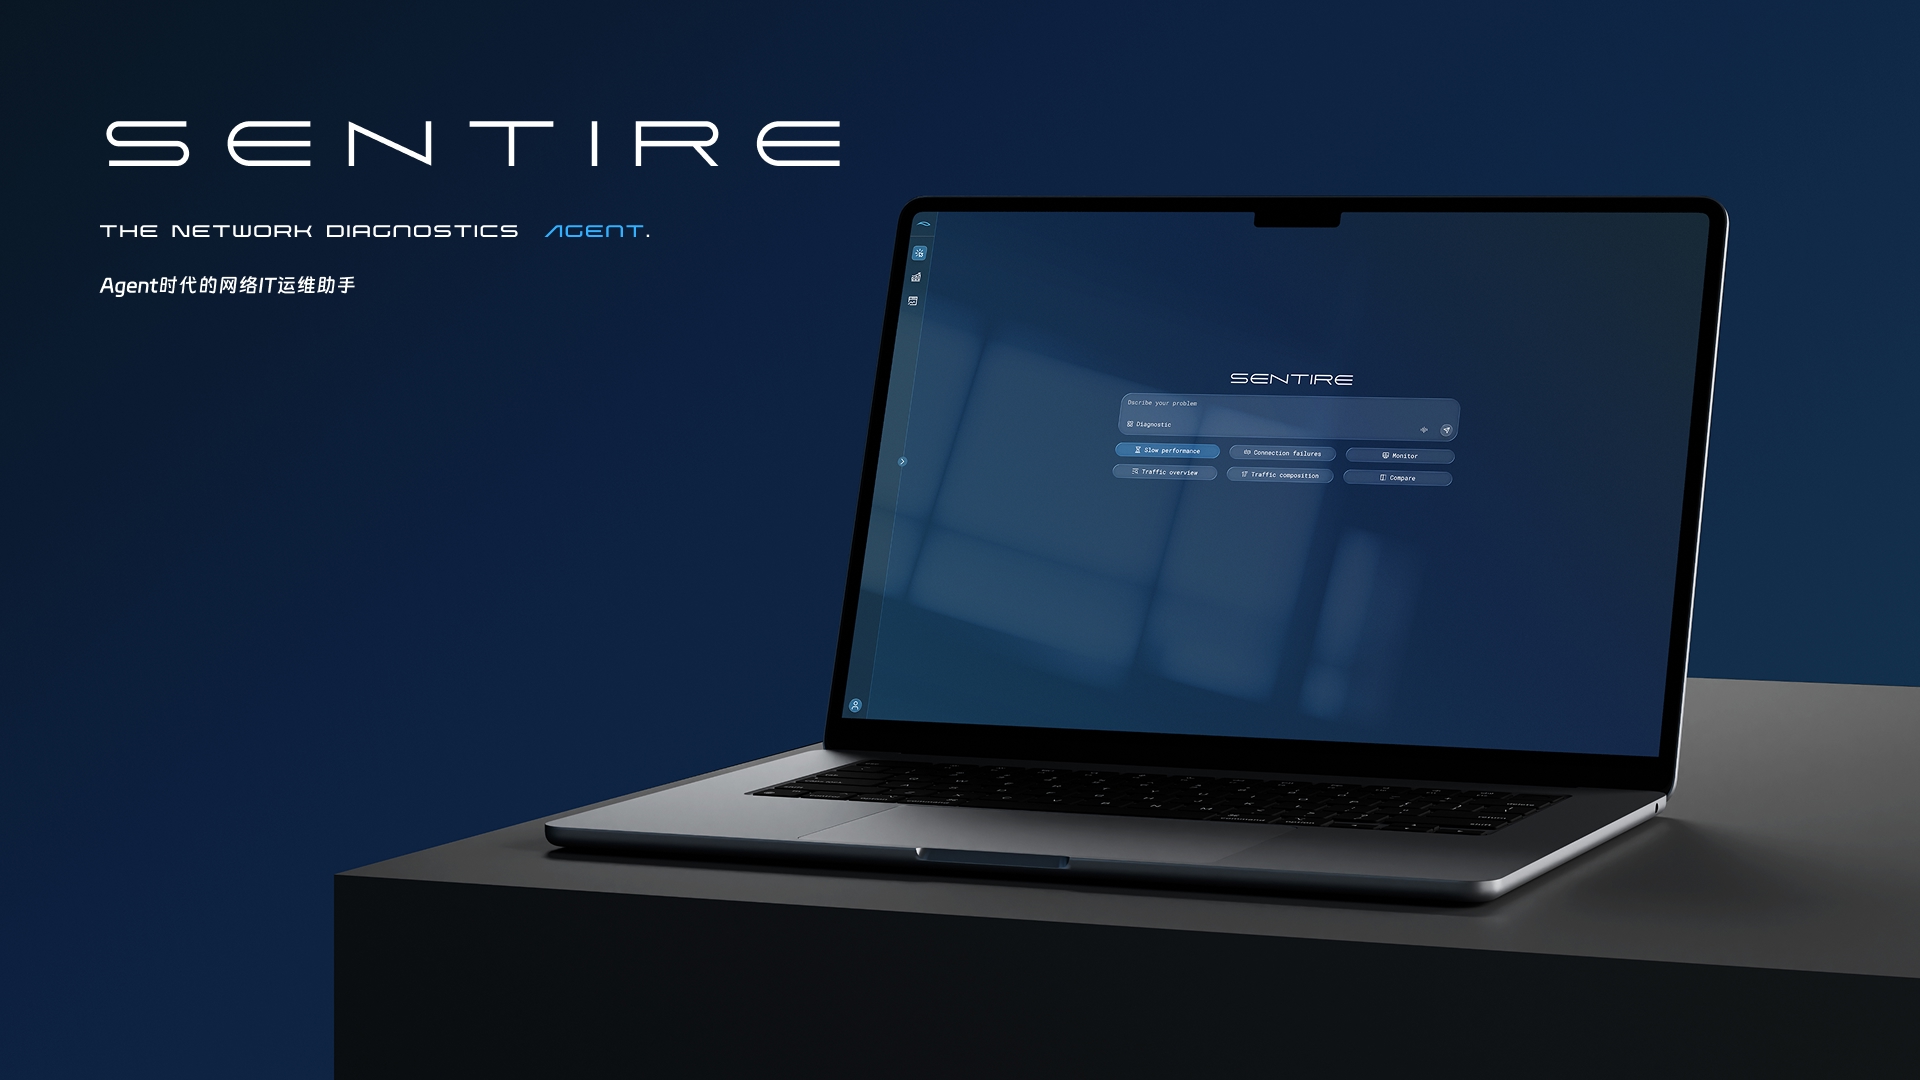 SENTIRE
THE NETWORK DIAGNOSTICS AGENT.
Agent时代的网络IT运维助手
SENTIRE
Dscribe your problem
Diagnostic
Slow performance
Connection failures
Monitor
Traffic overview
Traffic composition
Compare